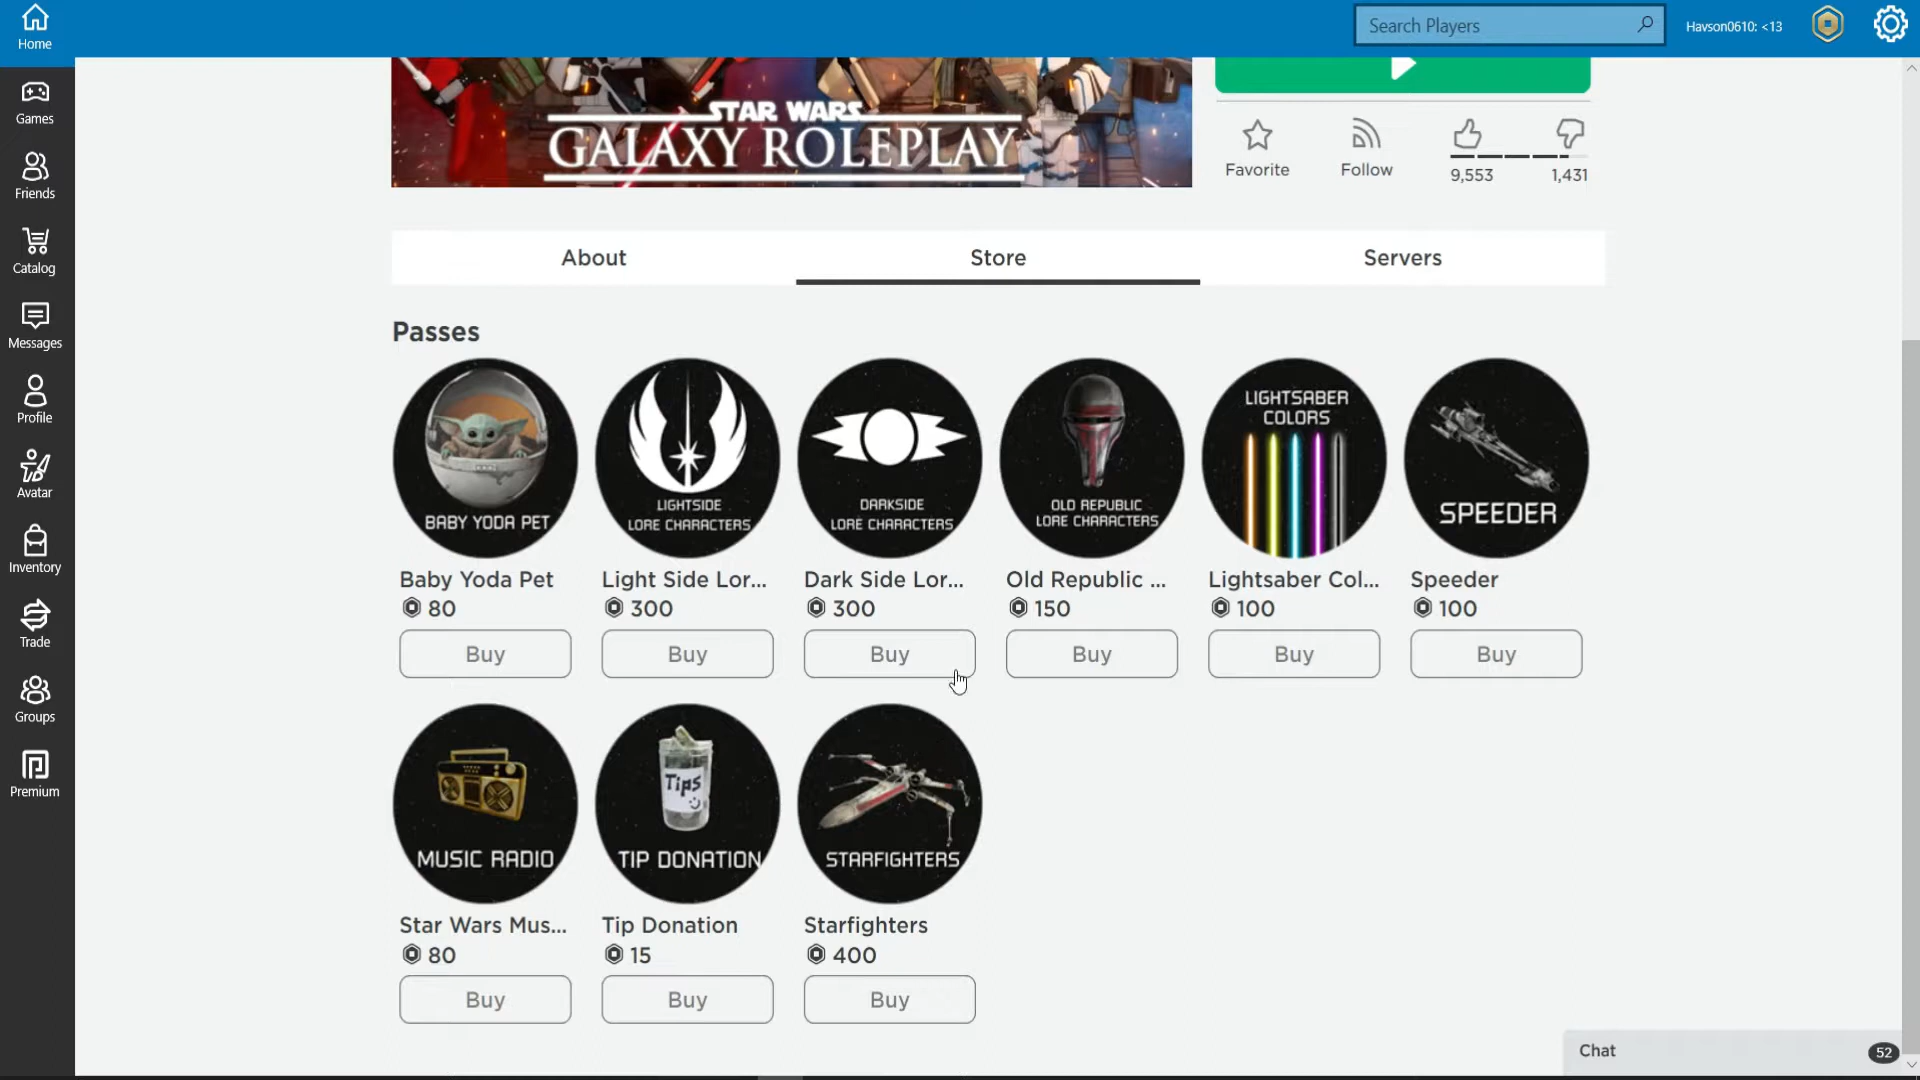 Home
Search Players
Havson0610: <13
Games
Friends
Catalog
Messages
Profile
Avatar
Inventory
Trade
Groups
Premium
STAR WARS
GALAXY ROLEPLAY
Favorite
Follow
9,553
1,431
About
Store
Servers
Passes
BABY YODA PET
LIGHTSIDE
LORE CHARACTERS
DARKSIDE
LORE CHARACTERS
OLD REPUBLIC
LORE CHARACTERS
LIGHTSABER
COLORS
SPEEDER
Baby Yoda Pet
Light Side Lor...
Dark Side Lor...
Old Republic ...
Lightsaber Col...
Speeder
80
300
300
150
100
100
Buy
Buy
Buy
Buy
Buy
Buy
MUSIC RADIO
Tips
TIP DONATION
STARFIGHTERS
Star Wars Mus...
Tip Donation
Starfighters
80
15
400
Buy
Buy
Buy
Chat
52